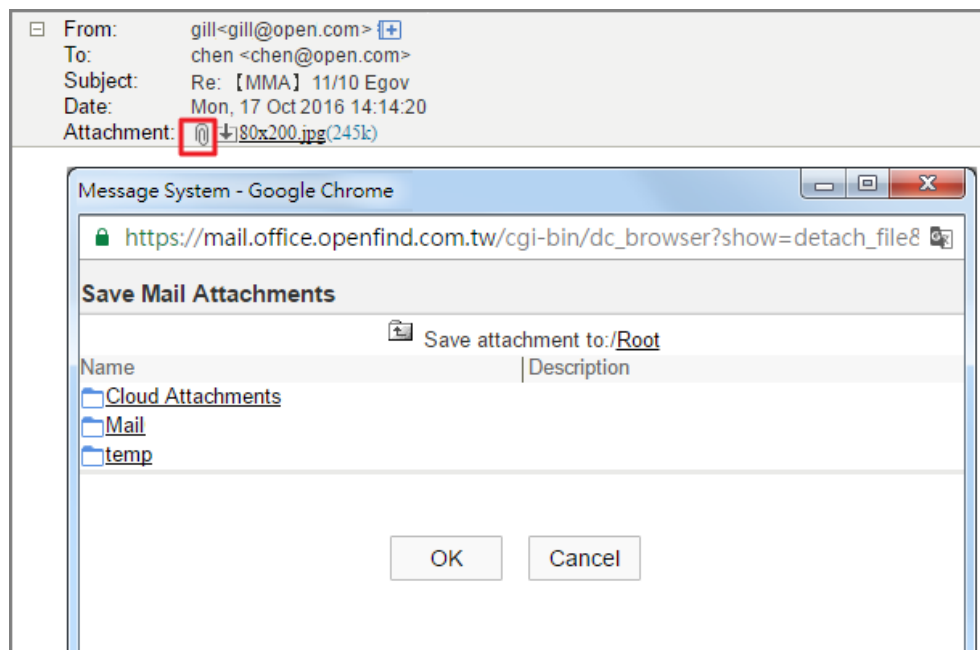 From: gill<gill@open.com>
To: chen <chen@open.com>
Subject: Re: 【MMA】 11/10 Egov
Date: Mon, 17 Oct 2016 14:14:20
Attachment: 80x200.jpg(245k)
Message System - Google Chrome
https://mail.office.openfind.com.tw/cgi-bin/dc_browser?show=detach_file&
Save Mail Attachments
Save attachment to:/Root
Name Description
Cloud Attachments
Mail
temp
OK Cancel